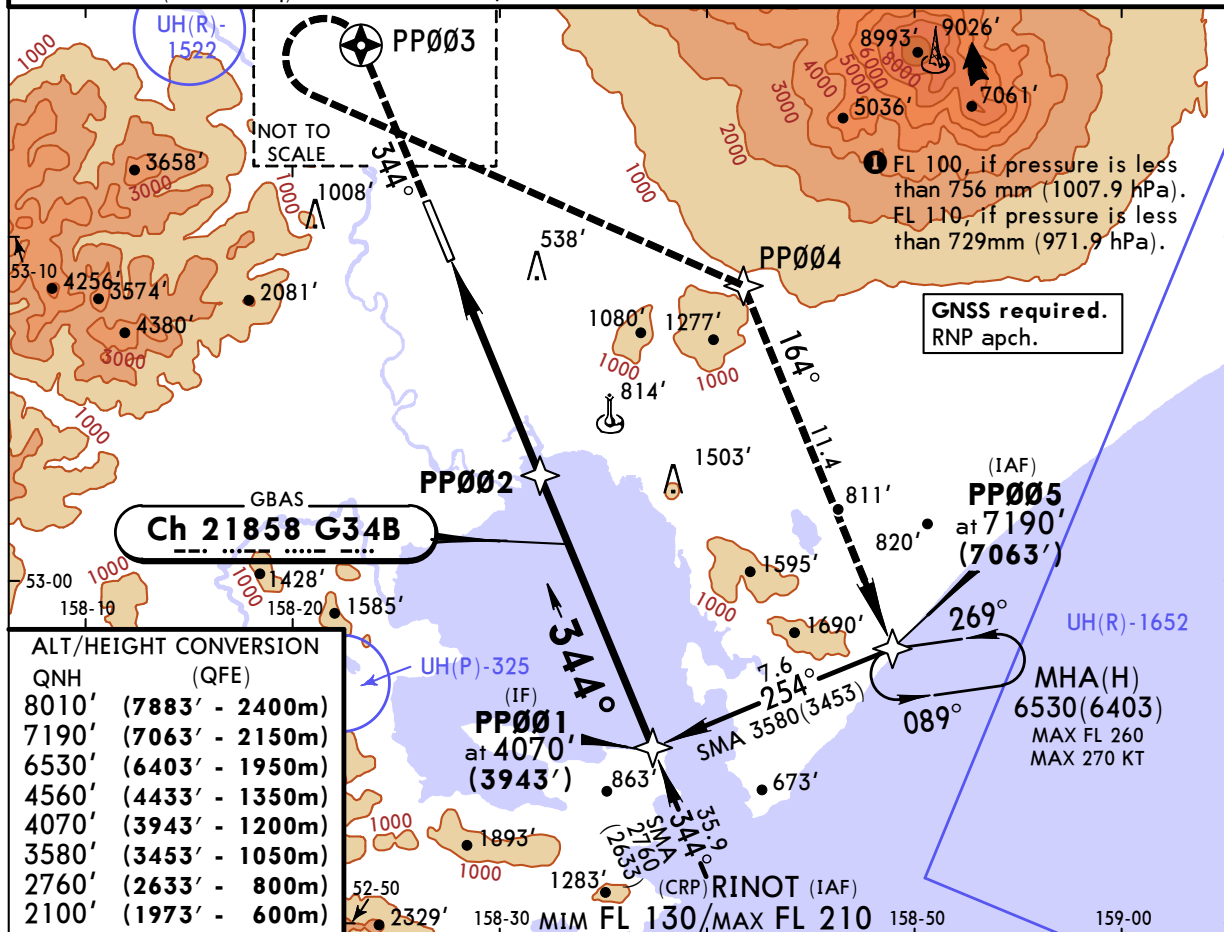 UH(R)-
1522
PPØØ3
1000
8993'
9026'
8000
6000
5000
4000
3000
2000
1000
5036'
7061'
NOT TO
SCALE
344°
3658'
3000
1000
1008'
1 FL 100, if pressure is less
than 756 mm (1007.9 hPa).
FL 110, if pressure is less
than 729mm (971.9 hPa).
538'
PPØØ4
53-10
4256'
3574'
2081'
4380'
3000
1000
GNSS required.
RNP apch.
1080'
1277'
1000
1000
164°
11.4
814'
1503'
PPØØ2
811'
820'
(IAF)
PPØØ5
at 7190'
(7063')
GBAS
Ch 21858 G34B
53-00
1000
1428'
1000
158-10
158-20
1585'
1595'
1000
1690'
344°
269°
089°
UH(R)-1652
MHA(H)
6530(6403)
MAX FL 260
MAX 270 KT
UH(P)-325
7.6
254°
SMA 3580(3453)
(IF)
PPØØ1
at 4070'
(3943')
863'
673'
ALT/HEIGHT CONVERSION
QNH (QFE)
8010' (7883' - 2400m)
7190' (7063' - 2150m)
6530' (6403' - 1950m)
4560' (4433' - 1350m)
4070' (3943' - 1200m)
3580' (3453' - 1050m)
2760' (2633' - 800m)
2100' (1973' - 600m)
1000
1893'
1000
35.9
344°
SMA
2760
(2633)
1283'
52-50
2329'
(CRP) RINOT (IAF)
MIM FL 130/MAX FL 210
158-30
158-50
159-00